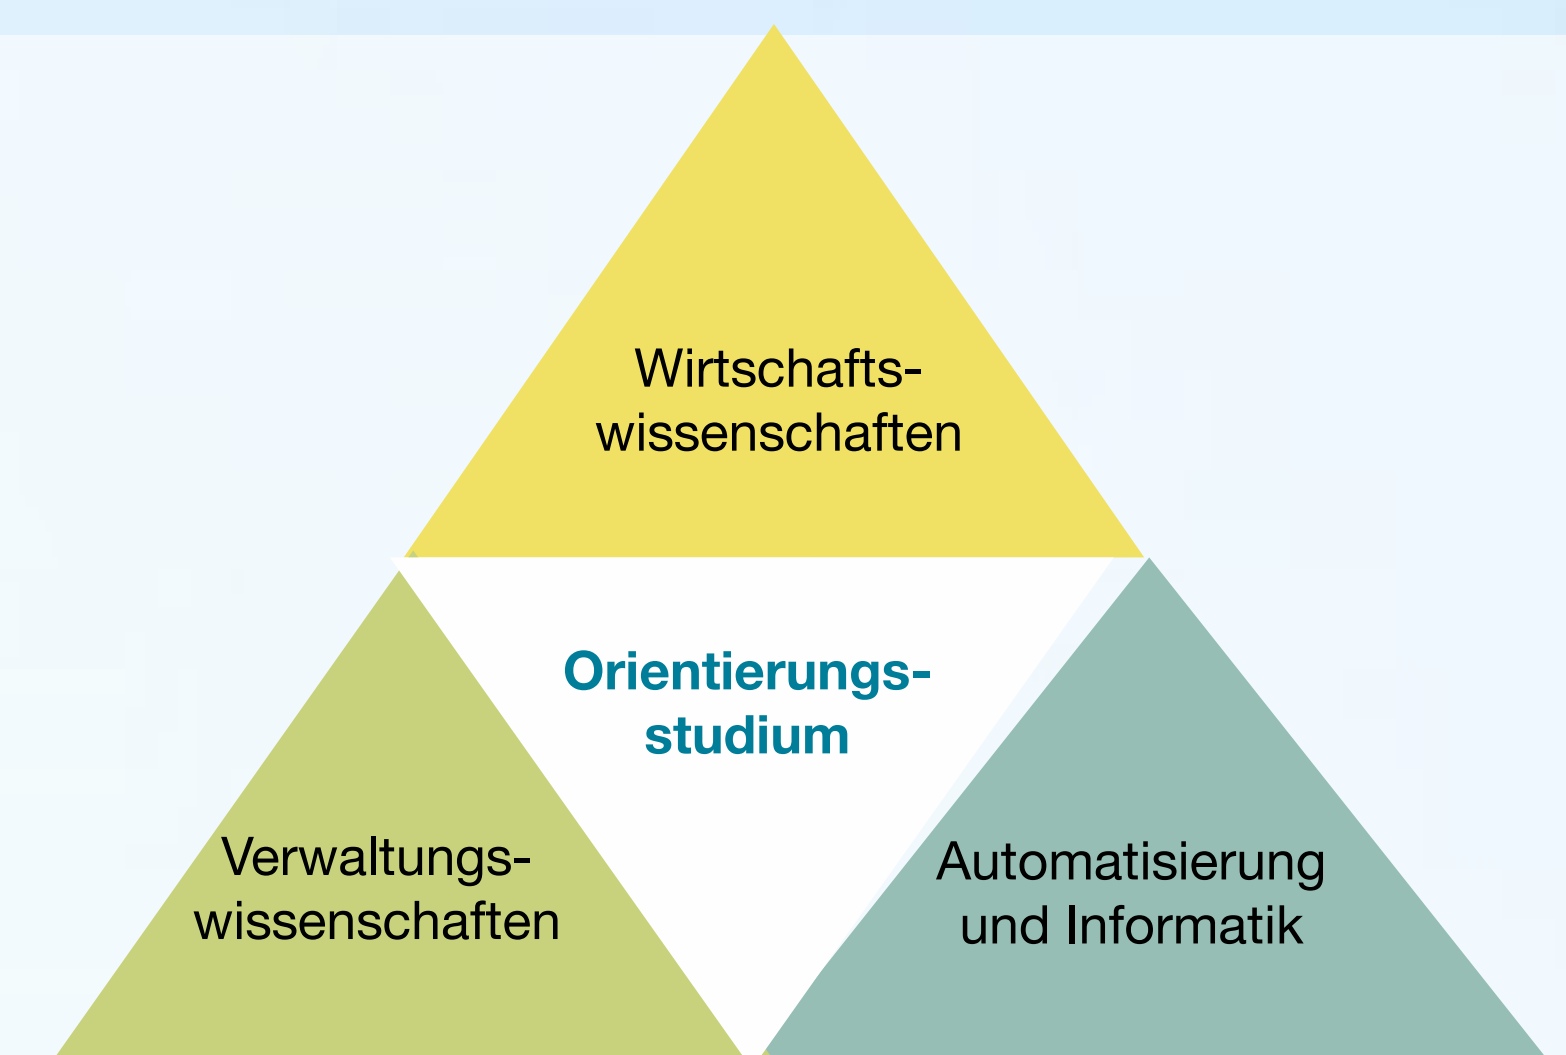 Wirtschafts-
wissenschaften
Orientierungs-
studium
Verwaltungs-
wissenschaften
Automatisierung
und Informatik